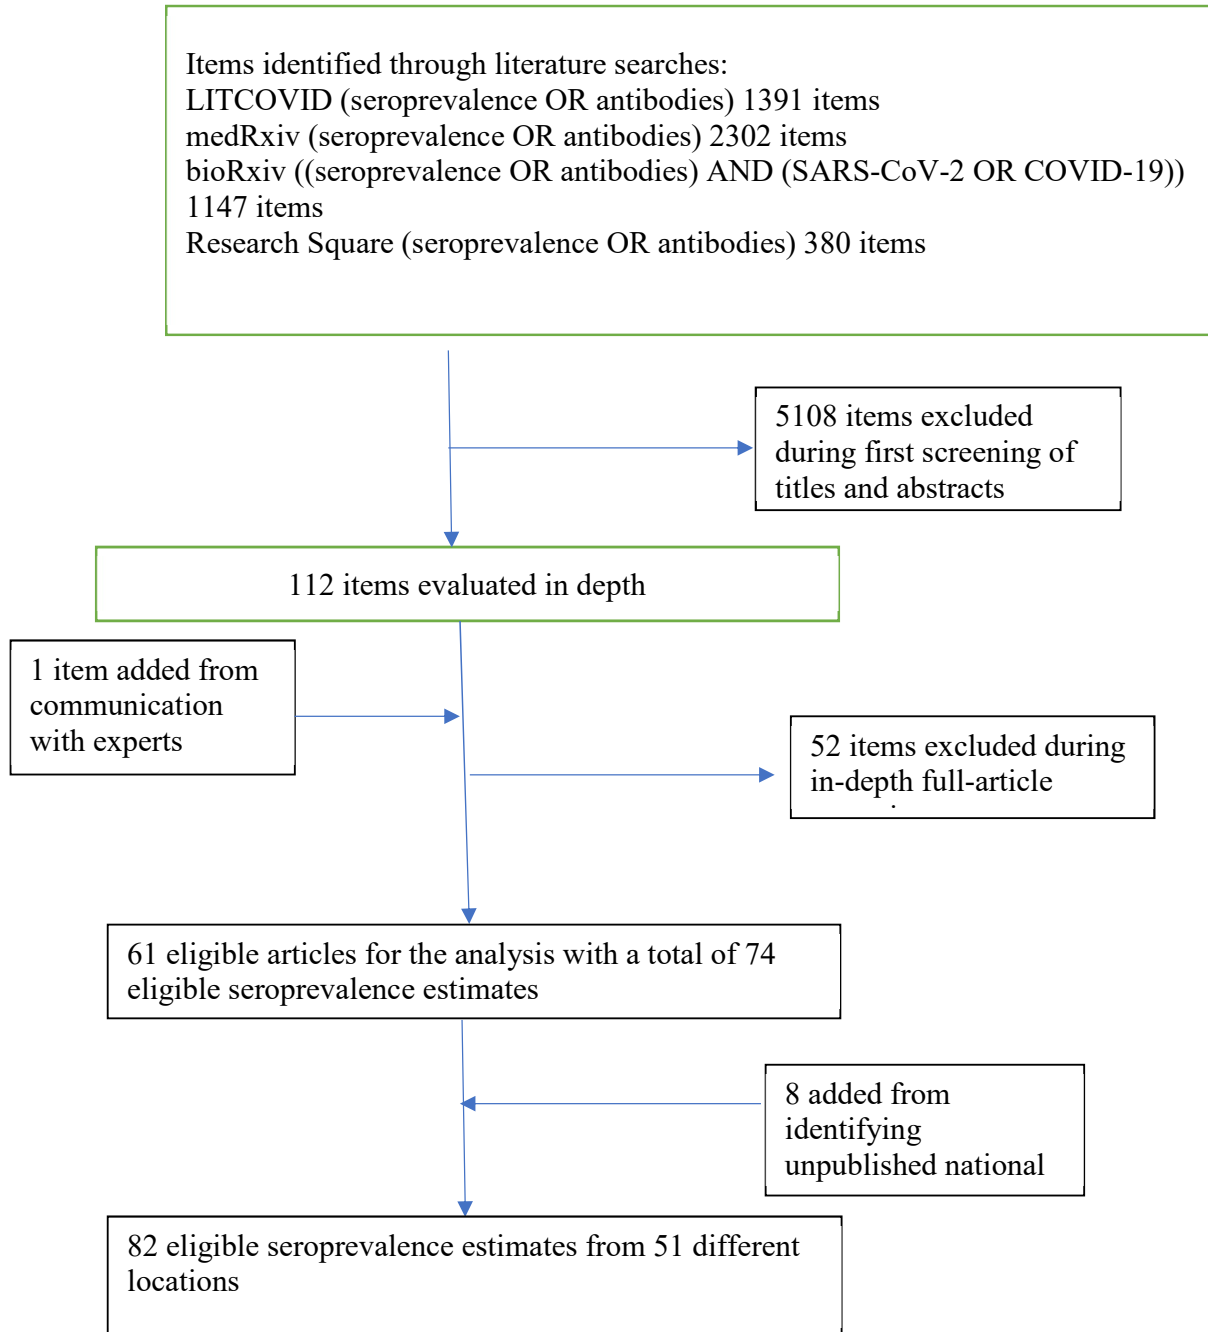 Items identified through literature searches:
LITCOVID (seroprevalence OR antibodies) 1391 items
medRxiv (seroprevalence OR antibodies) 2302 items
bioRxiv ((seroprevalence OR antibodies) AND (SARS-CoV-2 OR COVID-19))
1147 items
Research Square (seroprevalence OR antibodies) 380 items
5108 items excluded
during first screening of
titles and abstracts
112 items evaluated in depth
1 item added from
communication
with experts
52 items excluded during
in-depth full-article
61 eligible articles for the analysis with a total of 74
eligible seroprevalence estimates
8 added from
identifying
unpublished national
82 eligible seroprevalence estimates from 51 different
locations